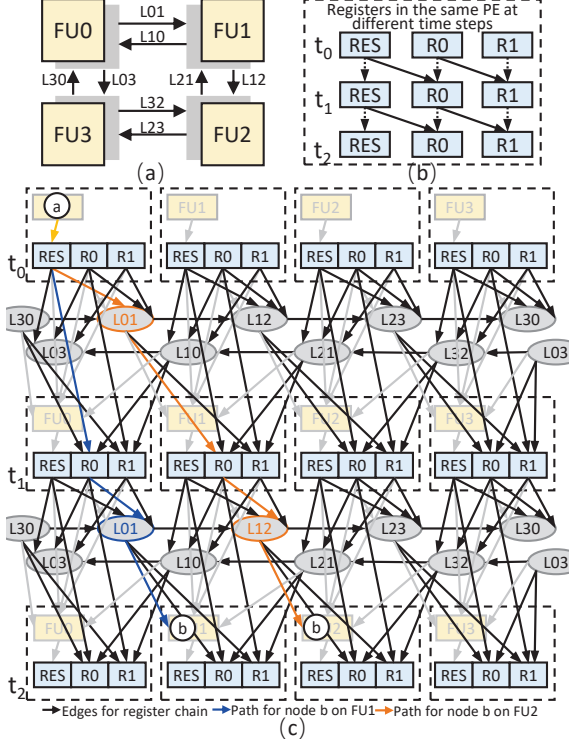 FU0 L01 FU1
L10
L30 L03 L21 L12
FU3 L32 FU2
L23
(a)
Registers in the same PE at
different time steps
t0 RES R0 R1
t1 RES R0 R1
t2 RES R0 R1
(b)
a FU1 FU2 FU3
t0 RES R0 R1 RES R0 R1 RES R0 R1 RES R0 R1
L30 L01 L12 L23 L30
L03 L10 L21 L32 L03
FU0 FU1 FU2 FU3
t1 RES R0 R1 RES R0 R1 RES R0 R1 RES R0 R1
L30 L01 L12 L23 L30
L03 L10 L21 L32 L03
FU0 b b FU3
t2 RES R0 R1 RES R0 R1 RES R0 R1 RES R0 R1
Edges for register chain Path for node b on FU1 Path for node b on FU2
(c)